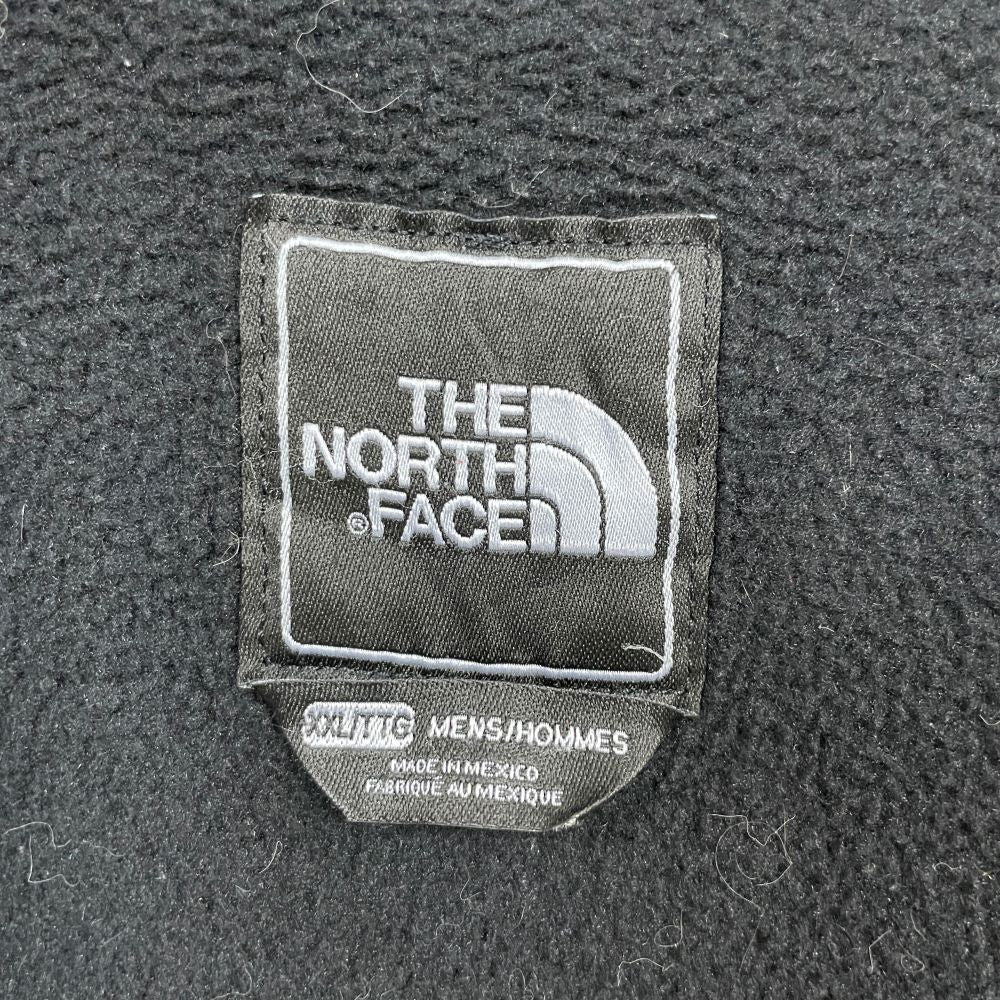 THE
NORTH
®FACE
XXL/TTG MENS/HOMMES
MADE IN MEXICO
FABRIQUÉ AU MEXIQUE